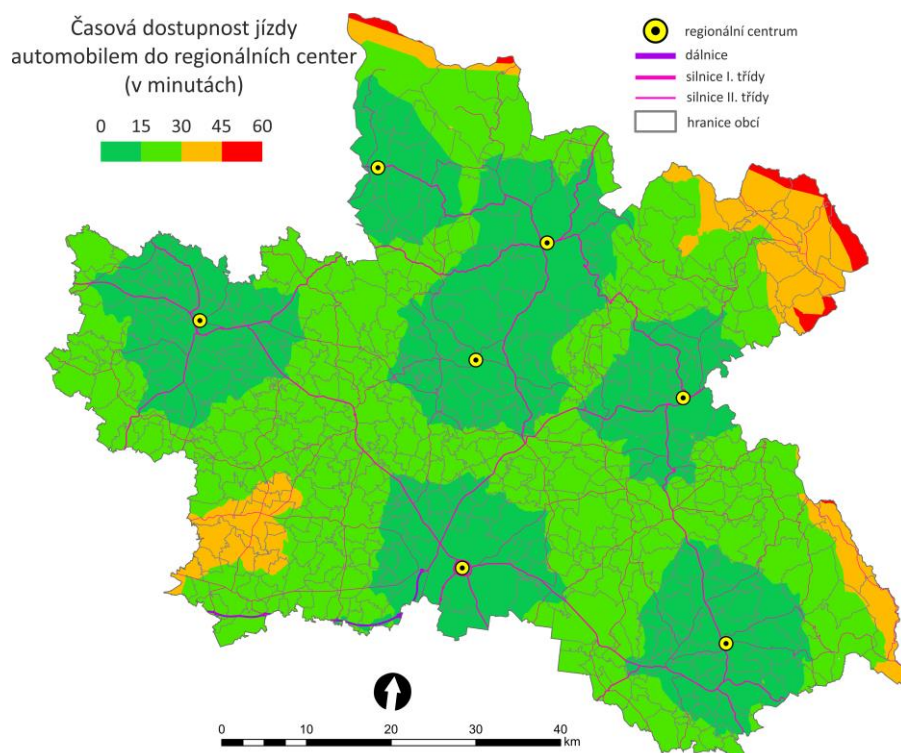 Časová dostupnost jízdy
automobilem do regionálních center
(v minutách)
0 15 30 45 60
regionální centrum
dálnice
silnice I. třídy
silnice II. třídy
hranice obcí
0 10 20 30 40
km